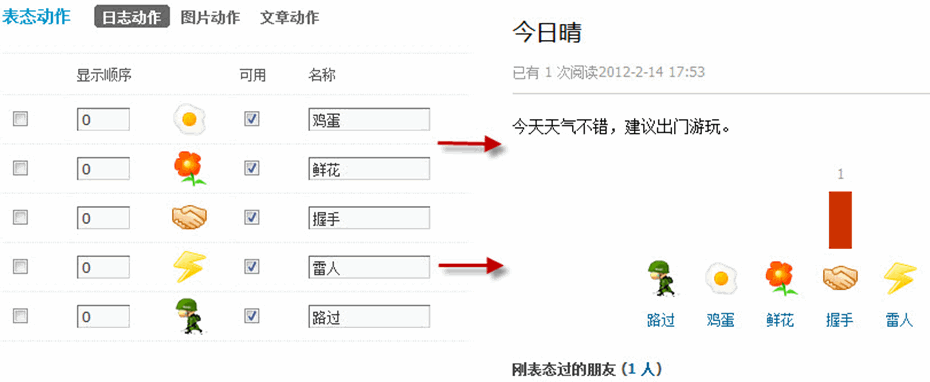 表态动作 日志动作 图片动作 文章动作
显示顺序 可用 名称
0 鸡蛋
0 鲜花
0 握手
0 雷人
0 路过
今日晴
已有 1 次阅读2012-2-14 17:53
今天天气不错，建议出门游玩。
1
路过 鸡蛋 鲜花 握手 雷人
刚表态过的朋友 (1 人)